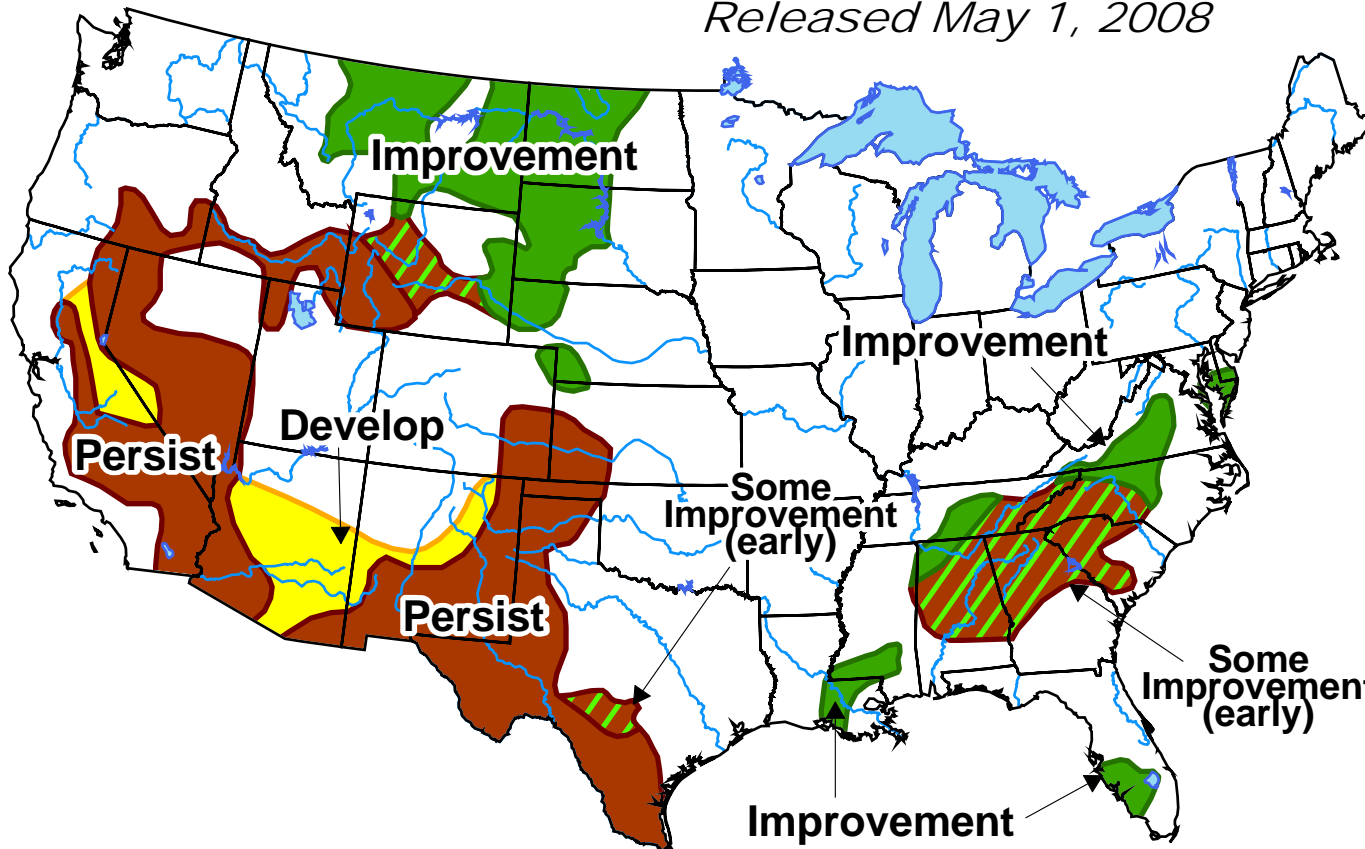 Released May 1, 2008
Improvement
Improvement
Develop
Persist
Some
Improvement
(early)
Persist
Some
Improvement
(early)
Improvement